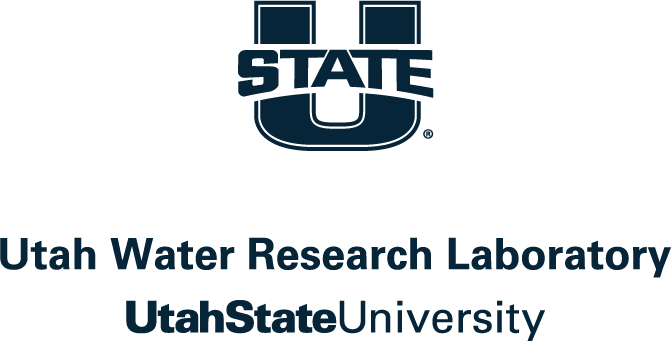 U
STATE
®
Utah Water Research Laboratory
UtahStateUniversity